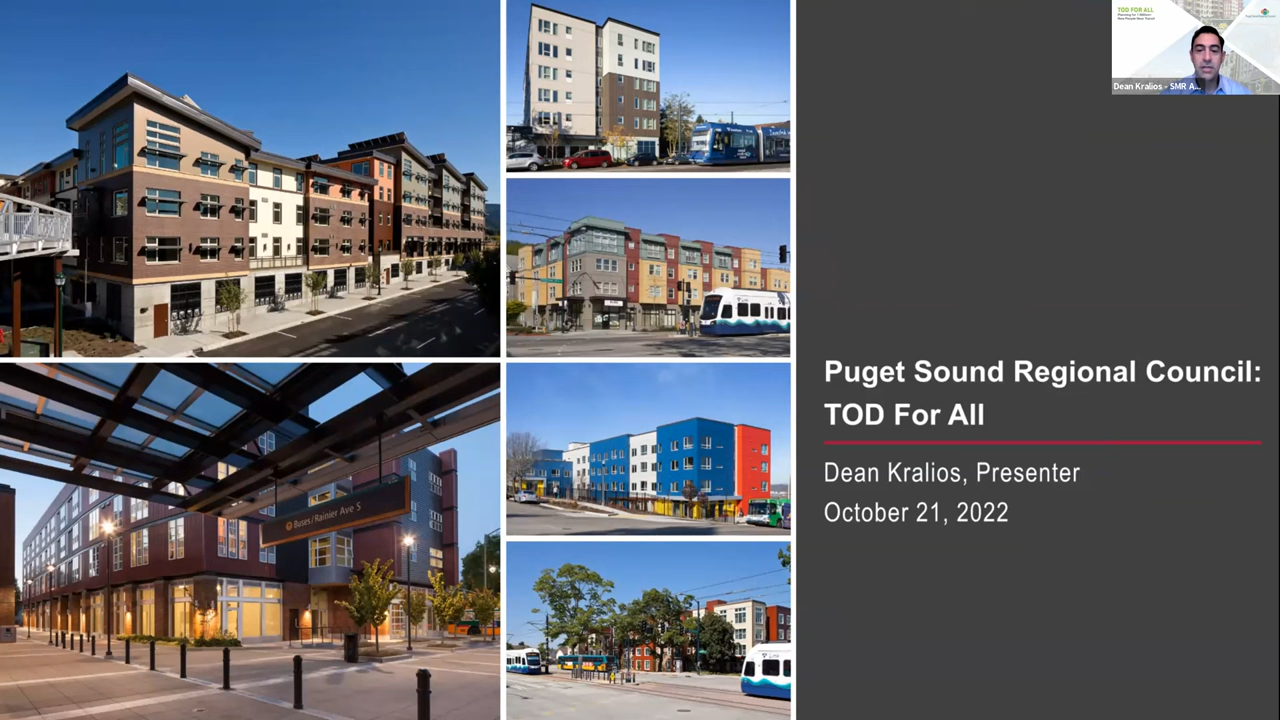 TOD FOR ALL
Dean Kralios - SMR A...
Puget Sound Regional Council:
TOD For All
Dean Kralios, Presenter
October 21, 2022
Buses/Rainier Ave S
Link